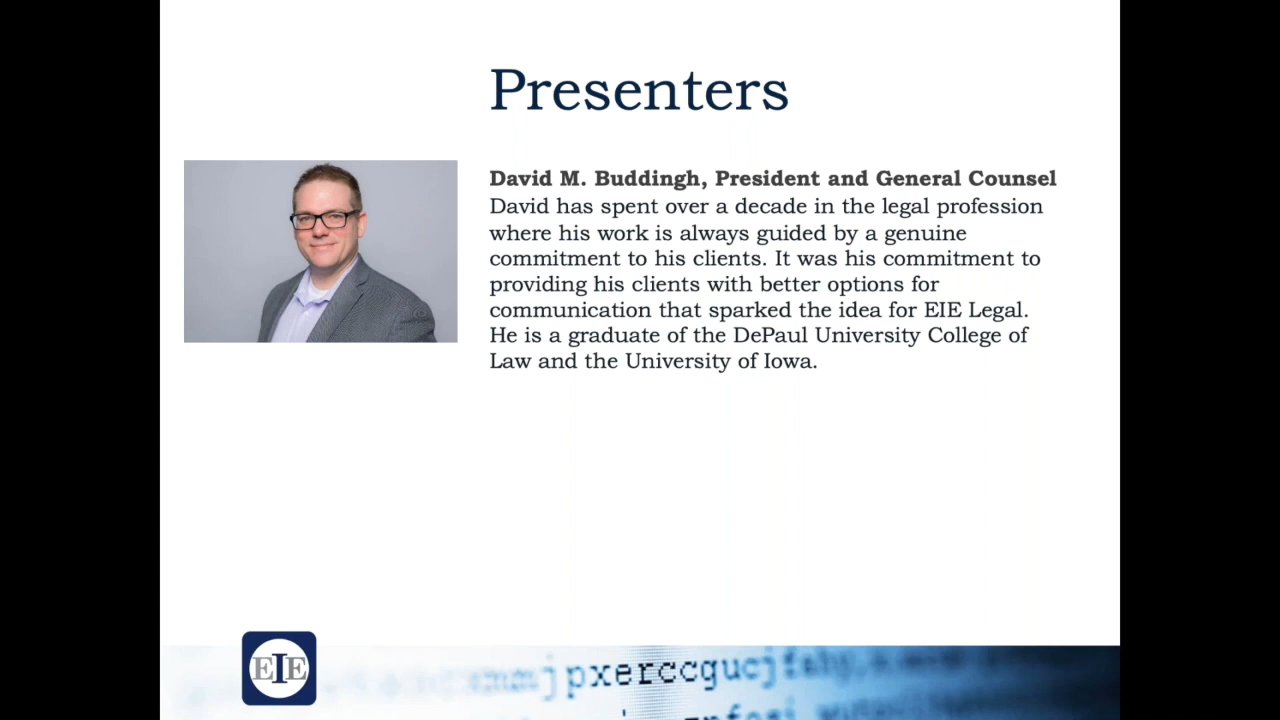 Presenters
David M. Buddingh, President and General Counsel
David has spent over a decade in the legal profession
where his work is always guided by a genuine
commitment to his clients. It was his commitment to
providing his clients with better options for
communication that sparked the idea for EIE Legal.
He is a graduate of the DePaul University College of
Law and the University of Iowa.
EIE
jpxerccgucjfahy